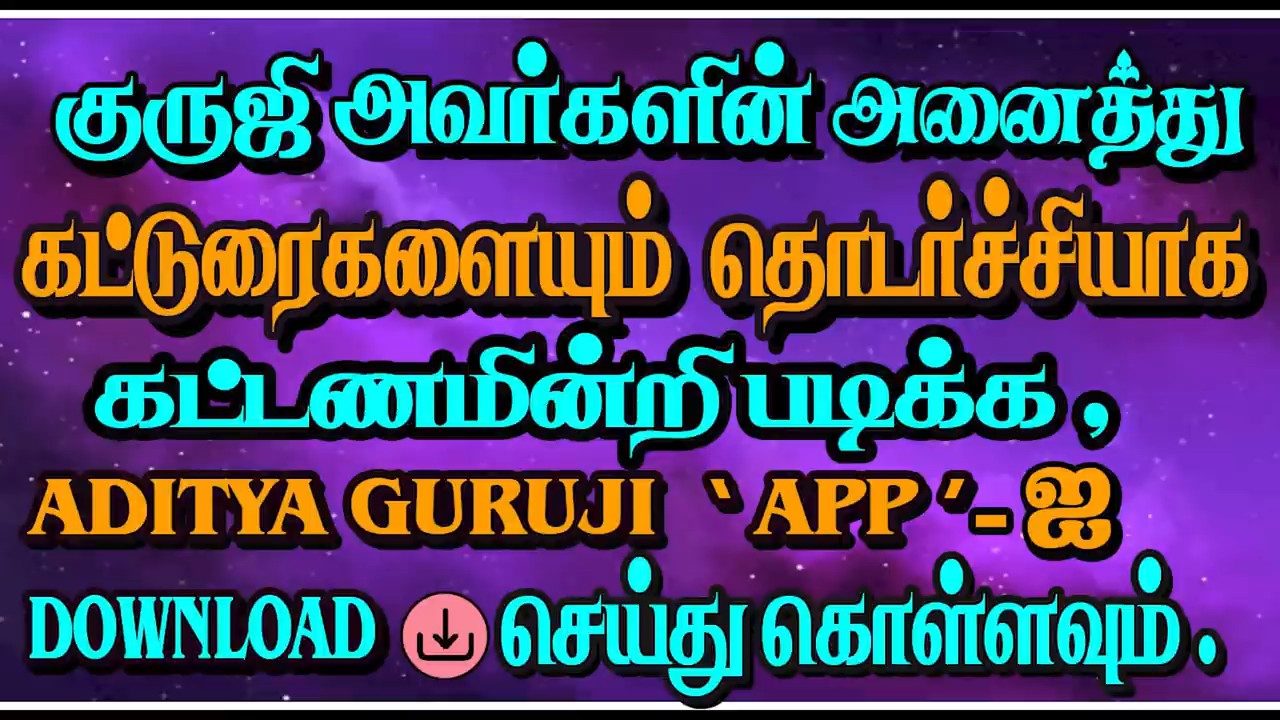 குருஜி அவர்களின் அனைத்து
கட்டுரைகளையும் தொடர்ச்சியாக
கட்டணமின்றி படிக்க ,
ADITYA GURUJI ‘ APP ’-ஐ
DOWNLOAD செய்து கொள்ளவும் .